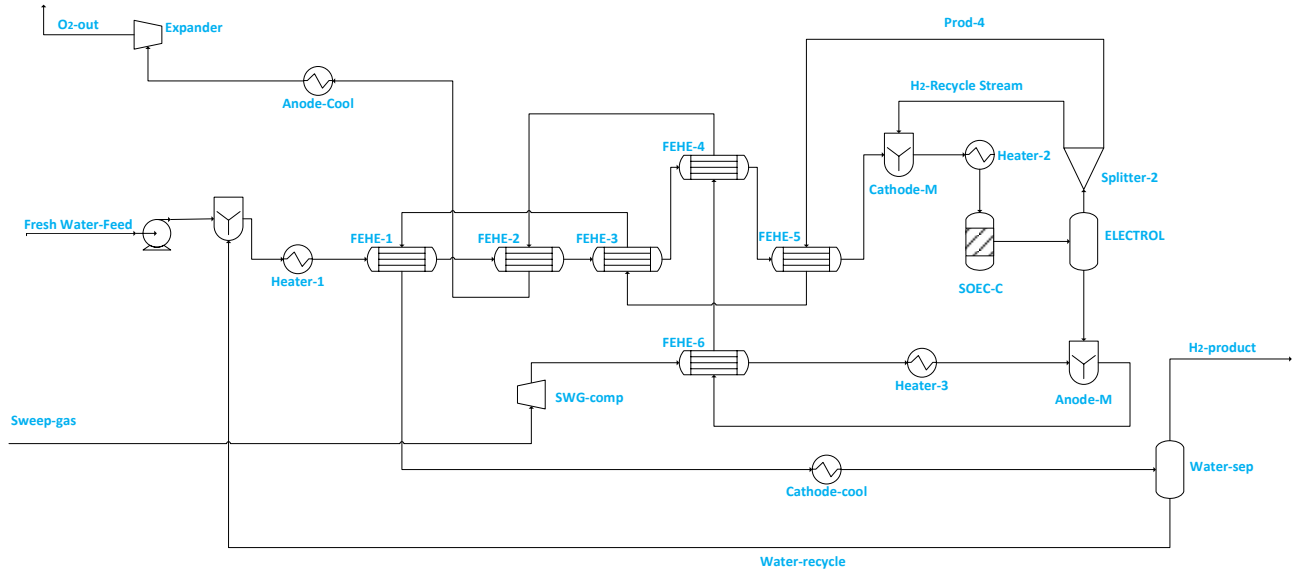 Prod-4
O2-out
Expander
H2-Recycle Stream
Anode-Cool
FEHE-4
Heater-2
Cathode-M
Splitter-2
Fresh Water-Feed
FEHE-1
FEHE-2
FEHE-3
FEHE-5
ELECTROL
Heater-1
SOEC-C
FEHE-6
H2-product
Heater-3
SWG-comp
Anode-M
Sweep-gas
Water-sep
Cathode-cool
Water-recycle